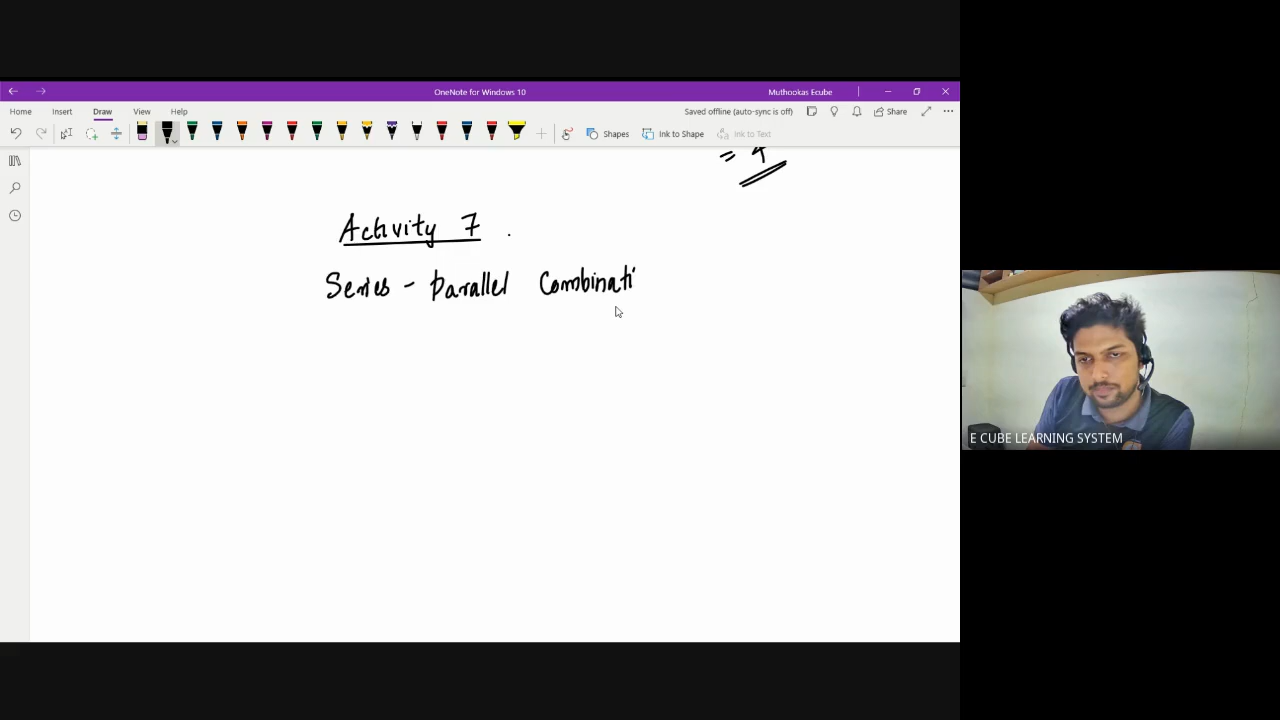 OneNote for Windows 10
Muthookas Ecube
Home Insert Draw View Help
Saved offline (auto-sync is off)
Share
Shapes
Ink to Shape
Ink to Text
=
Activity 7 .
Series - parallel Combinati
E CUBE LEARNING SYSTEM